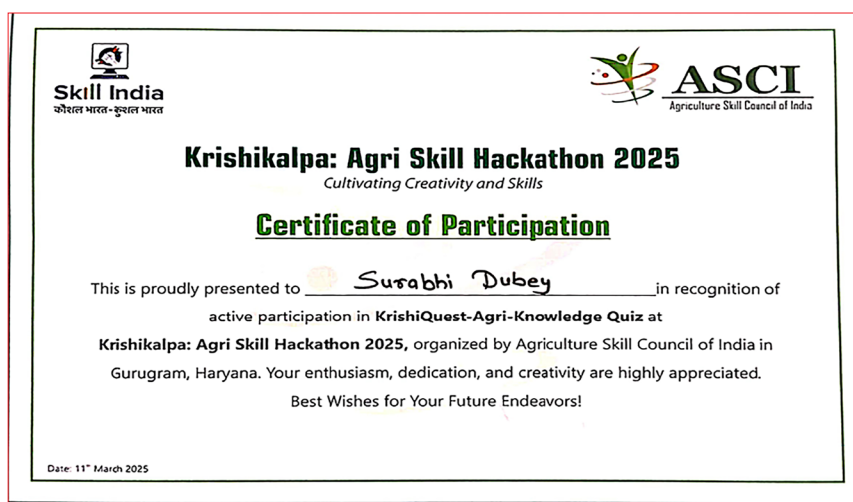 Skill India
कौशल भारत-कुशल भारत
ASCI
Agriculture Skill Council of India
Krishikalpa: Agri Skill Hackathon 2025
Cultivating Creativity and Skills
Certificate of Participation
This is proudly presented to Surabhi Dubey in recognition of
active participation in KrishiQuest-Agri-Knowledge Quiz at
Krishikalpa: Agri Skill Hackathon 2025, organized by Agriculture Skill Council of India in
Gurugram, Haryana. Your enthusiasm, dedication, and creativity are highly appreciated.
Best Wishes for Your Future Endeavors!
Date: 11th March 2025